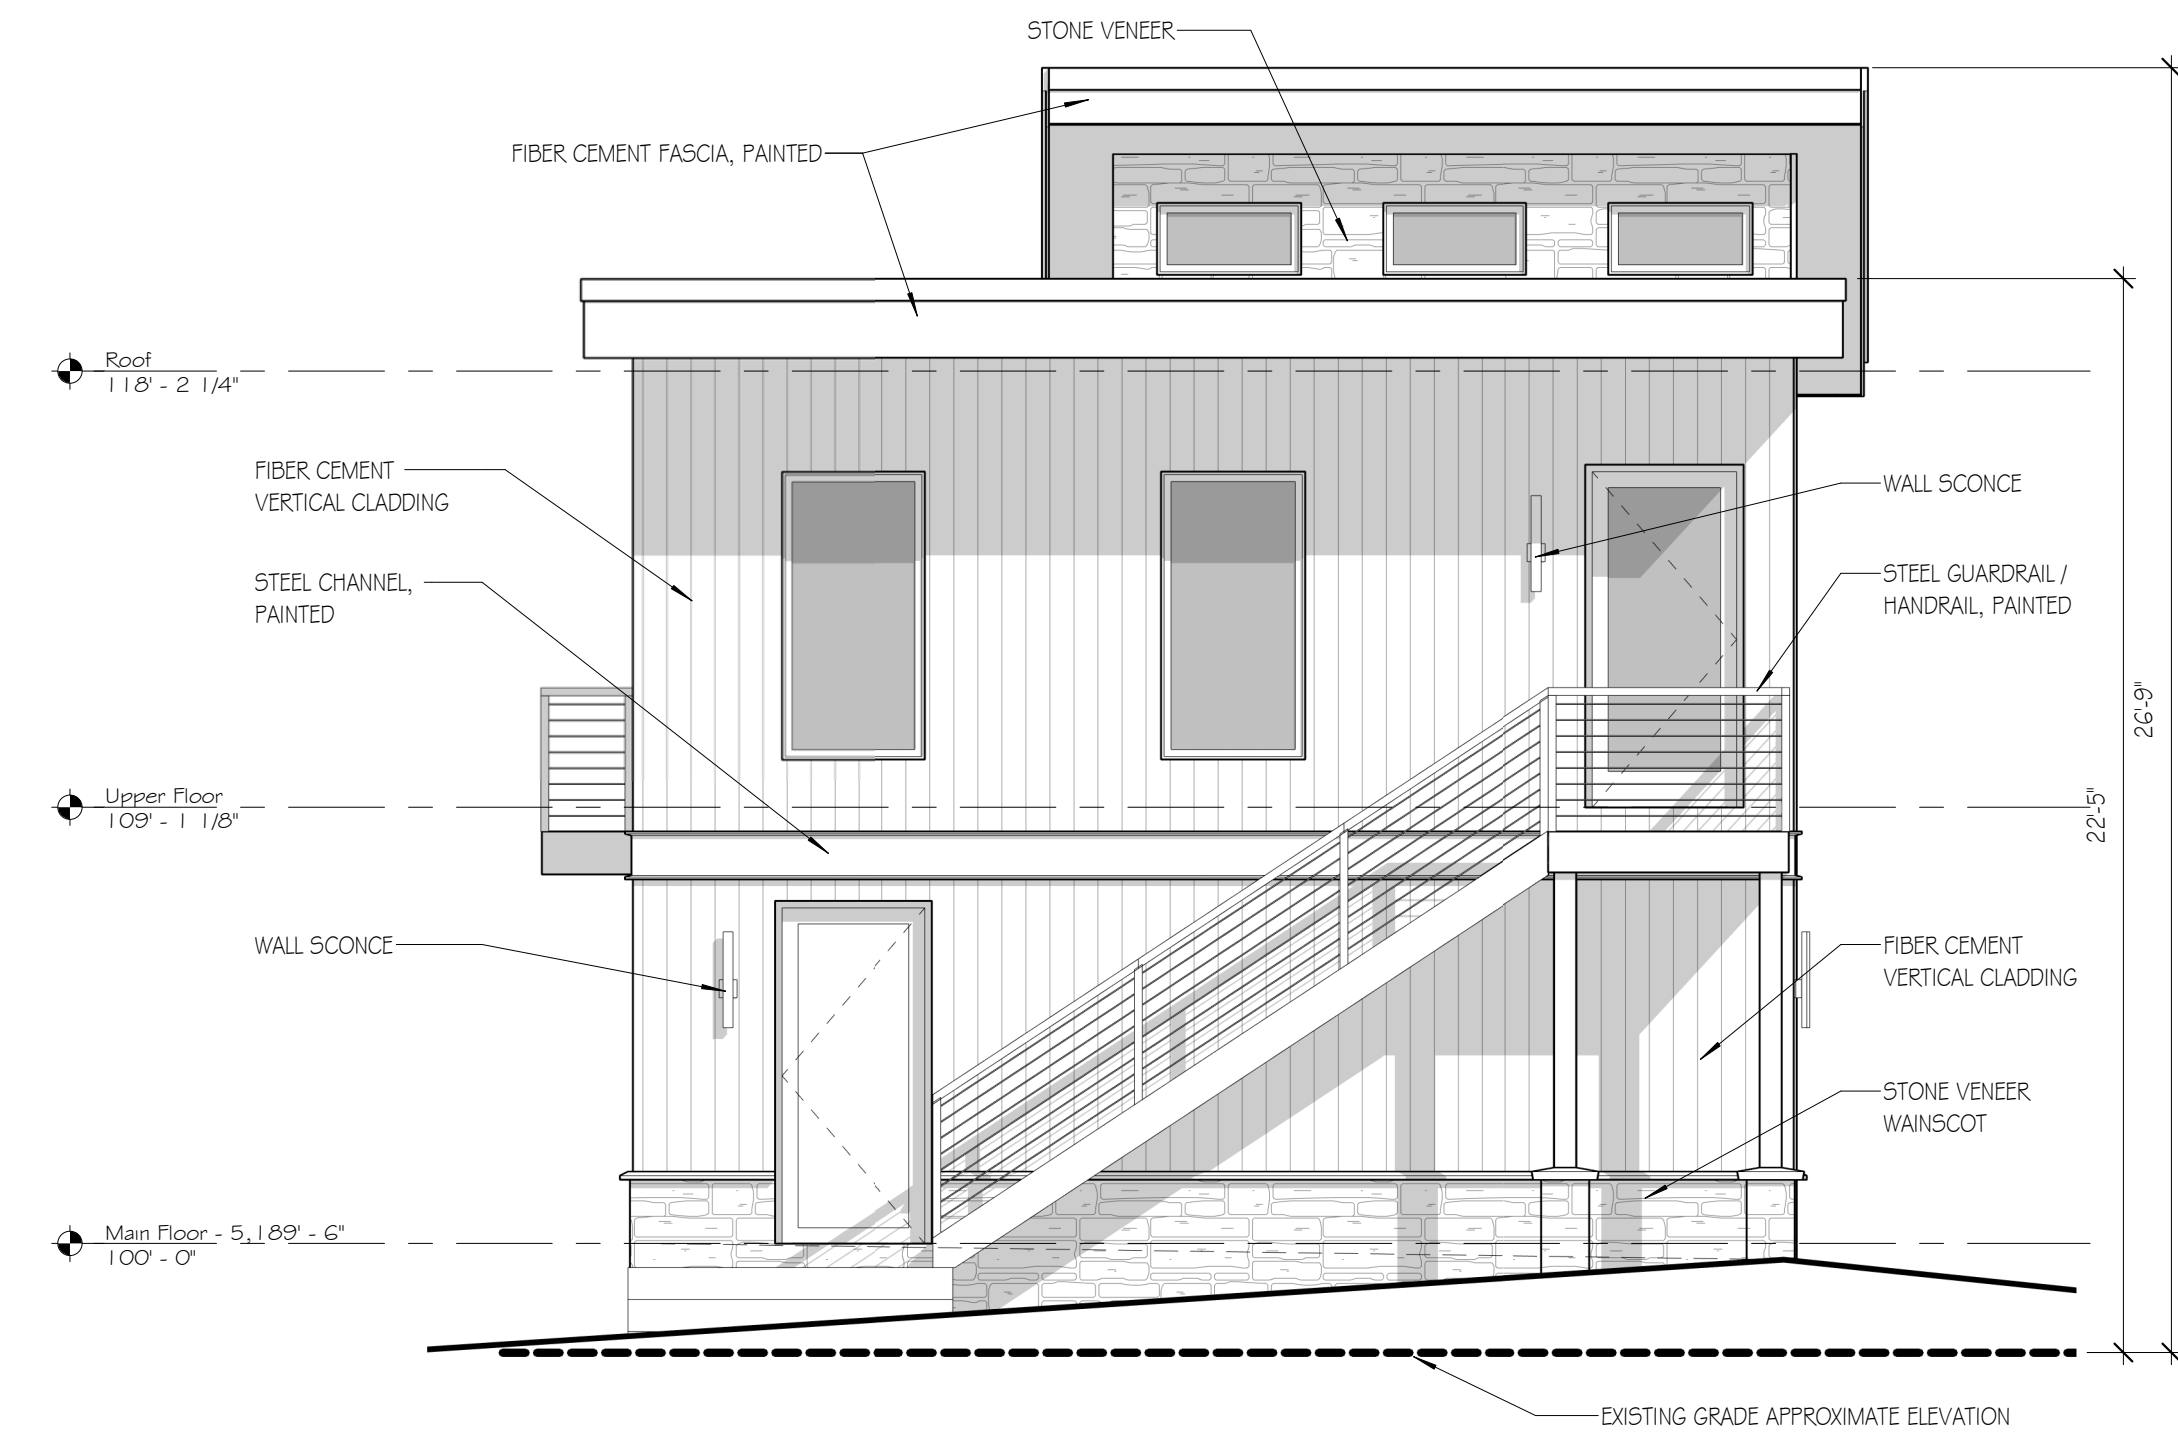 STONE VENEER
FIBER CEMENT FASCIA, PAINTED
Roof
118' - 2 1/4"
FIBER CEMENT
VERTICAL CLADDING
WALL SCONCE
STEEL CHANNEL,
PAINTED
STEEL GUARDRAIL /
HANDRAIL, PAINTED
26'-9"
Upper Floor
109' - 1 1/8"
22'-5"
WALL SCONCE
FIBER CEMENT
VERTICAL CLADDING
STONE VENEER
WAINSCOT
Main Floor - 5,189' - 6"
100' - 0"
EXISTING GRADE APPROXIMATE ELEVATION